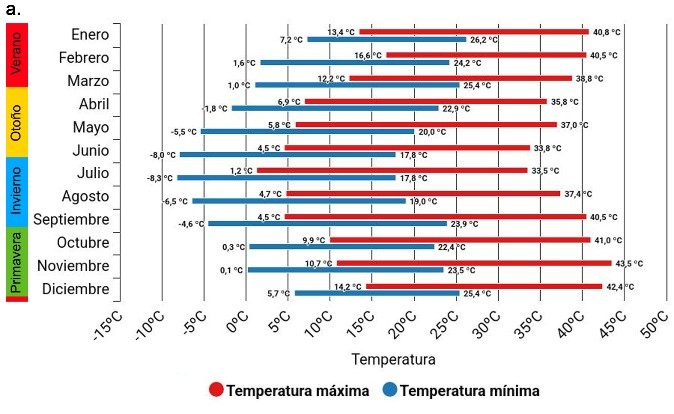 a.
Verano
Otoño
Invierno
Primavera
Enero
13,4 °C 40,8 °C
7,2 °C 26,2 °C
Febrero
16,6 °C 40,5 °C
1,6 °C 24,2 °C
Marzo
12,2 °C 38,8 °C
1,0 °C 25,4 °C
Abril
6,9 °C 35,8 °C
-1,8 °C 22,9 °C
Mayo
5,8 °C 37,0 °C
-5,5 °C 20,0 °C
Junio
4,5 °C 33,8 °C
-8,0 °C 17,8 °C
Julio
1,2 °C 33,5 °C
-8,3 °C 17,8 °C
Agosto
4,7 °C 37,4 °C
-6,5 °C 19,0 °C
Septiembre
4,5 °C 40,5 °C
-4,6 °C 23,9 °C
Octubre
9,9 °C 41,0 °C
0,3 °C 22,4 °C
Noviembre
10,7 °C 43,5 °C
0,1 °C 23,5 °C
Diciembre
14,2 °C 42,4 °C
5,7 °C 25,4 °C
-15°C -10°C -5°C 0°C 5°C 10°C 15°C 20°C 25°C 30°C 35°C 40°C 45°C 50°C
Temperatura
Temperatura máxima Temperatura mínima